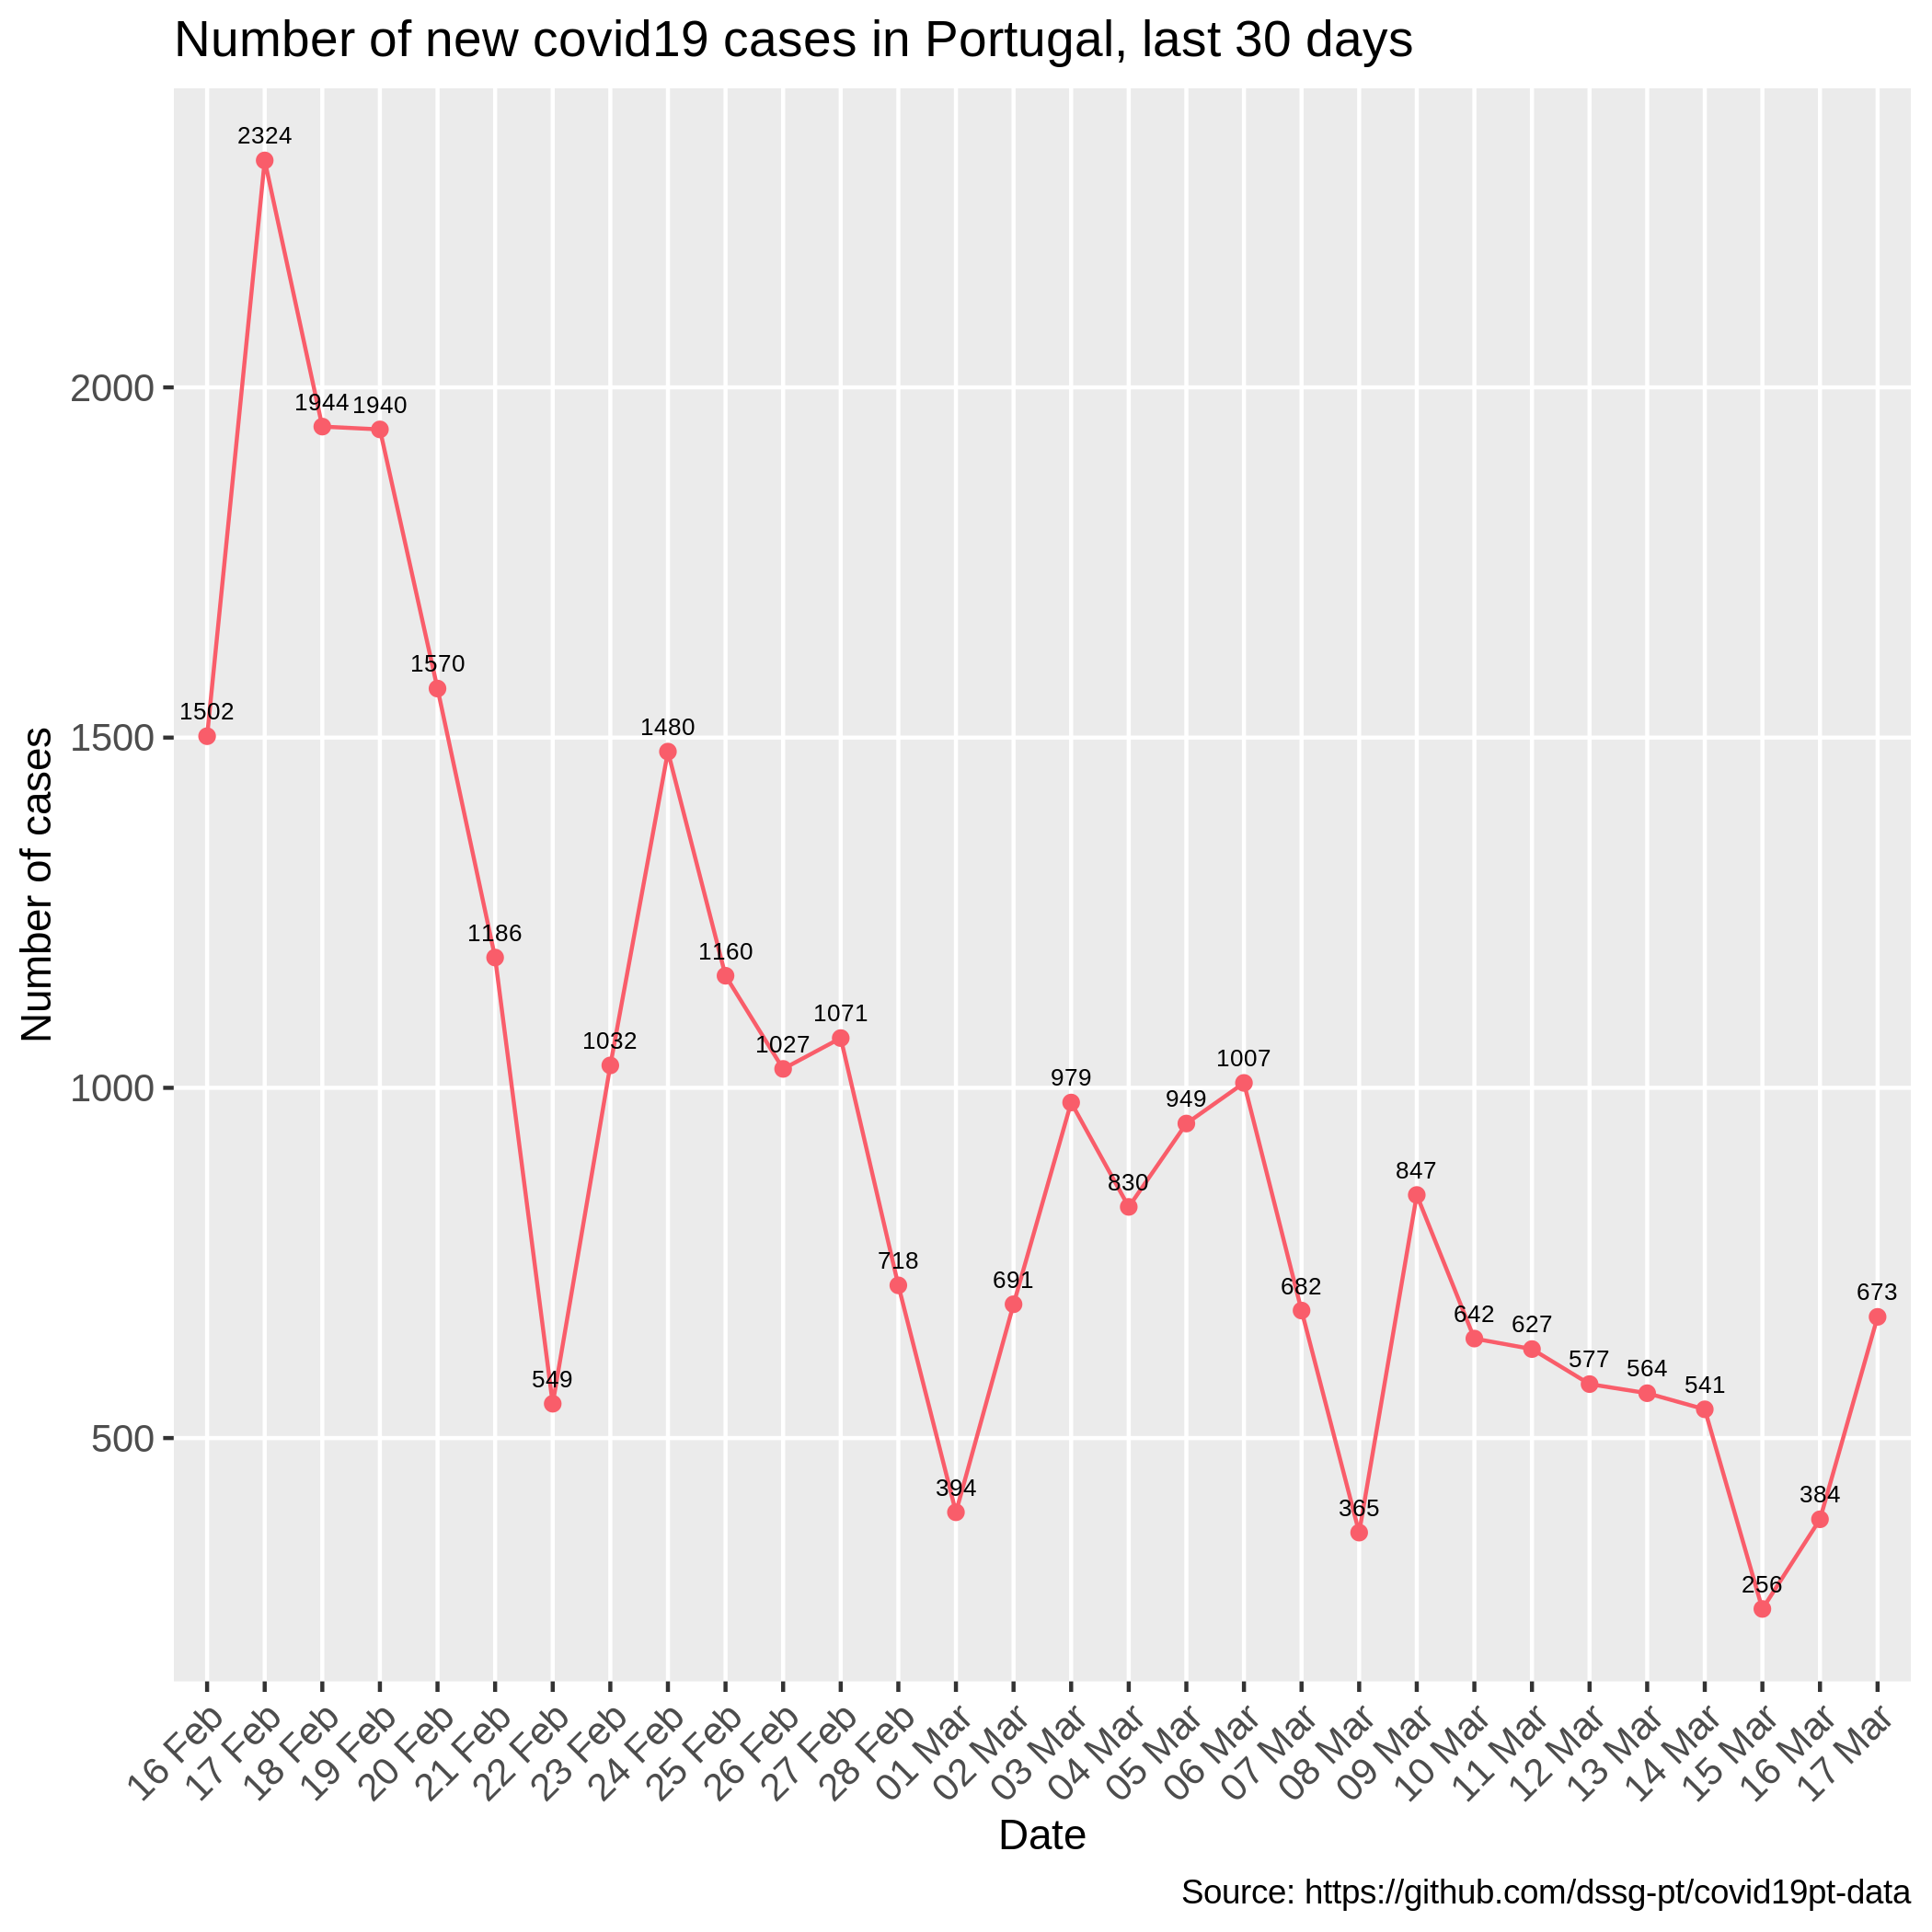 Number of new covid19 cases in Portugal, last 30 days
Number of cases
2000
1500
1000
500
1502
2324
1944
1940
1570
1186
549
1032
1480
1160
1027
1071
718
394
691
979
830
949
1007
682
365
847
642
627
577
564
541
256
384
673
16 Feb
17 Feb
18 Feb
19 Feb
20 Feb
21 Feb
22 Feb
23 Feb
24 Feb
25 Feb
26 Feb
27 Feb
28 Feb
01 Mar
02 Mar
03 Mar
04 Mar
05 Mar
06 Mar
07 Mar
08 Mar
09 Mar
10 Mar
11 Mar
12 Mar
13 Mar
14 Mar
15 Mar
16 Mar
17 Mar
Date
Source: https://github.com/dssg-pt/covid19pt-data